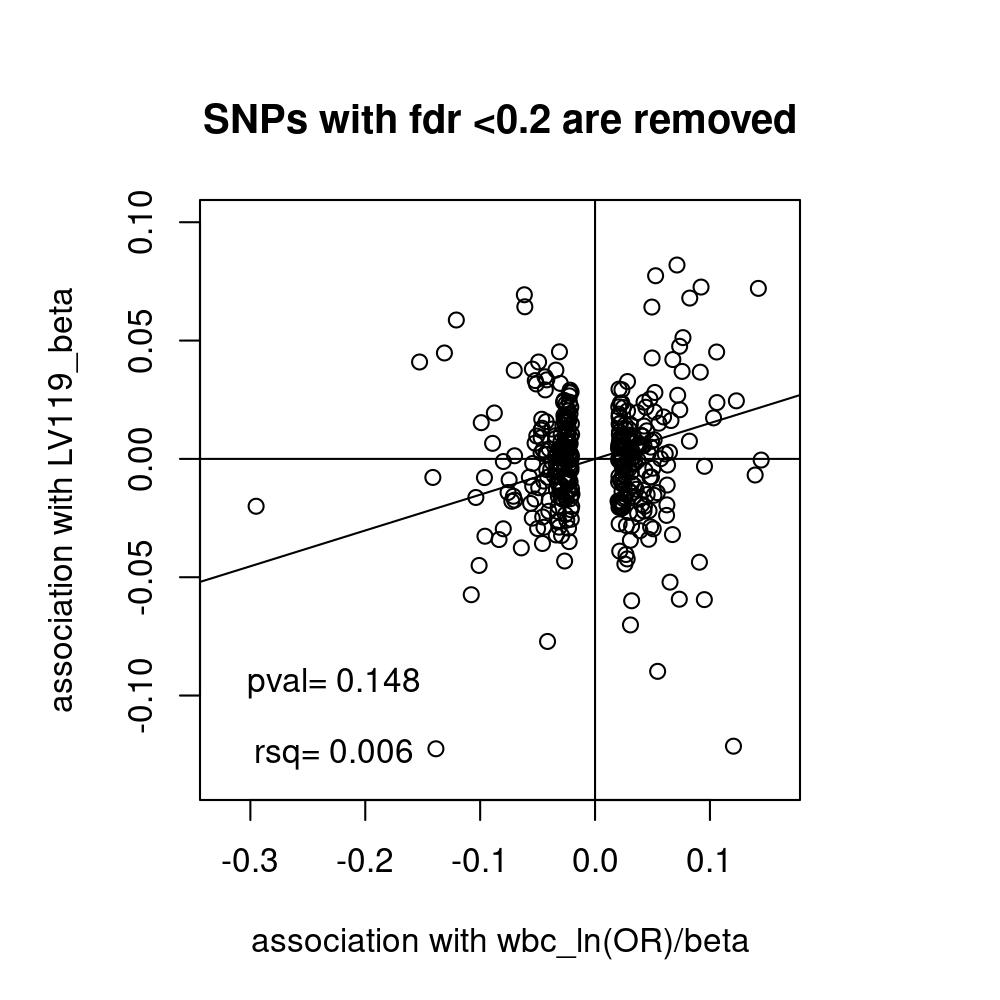 SNPs with fdr <0.2 are removed
association with LV119_beta
0.10
0.05
0.00
-0.05
-0.10
pval= 0.148
rsq= 0.006
-0.3 -0.2 -0.1 0.0 0.1
association with wbc_ln(OR)/beta